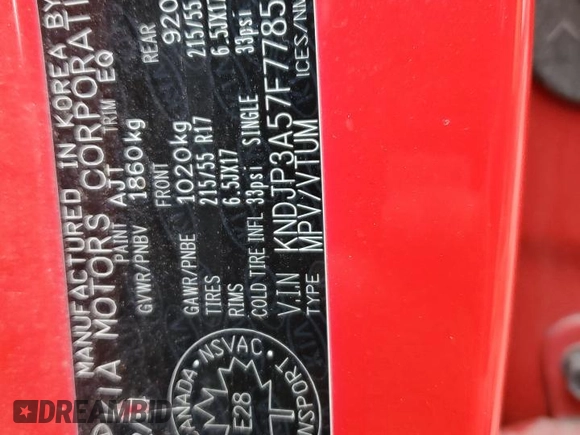 MANUFACTURED IN KOREA BY
KIA MOTORS CORPORATI
PAINT AJT TRIM EQ
GVWR/PNBV 1860kg
FRONT REAR
GAWR/PNBE 1020kg 920
TIRES 215/55 R17 215/55
RIMS 6.5JX17 6.5JX17
COLD TIRE INFL 33psi SINGLE 33psi
V.I.N KNDJP3A57F7785
TYPE MPV/VTUM ICES/NM
CANADA NSVAC
E28
NSPORT
DREAMBID